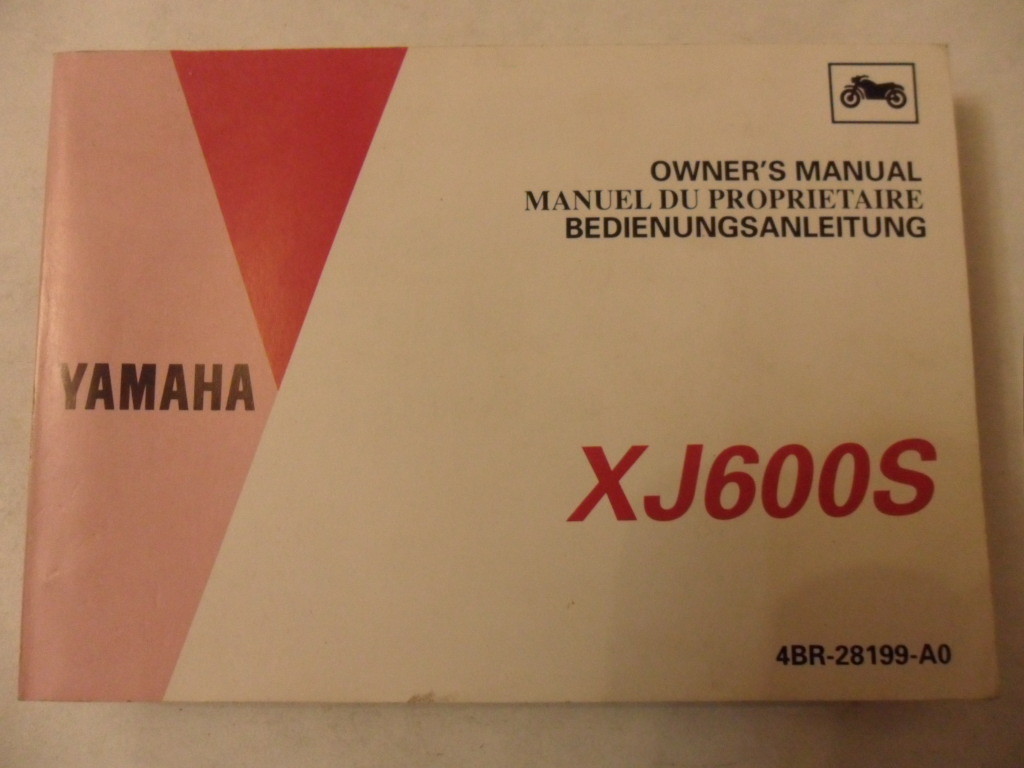 OWNER'S MANUAL
MANUEL DU PROPRIETAIRE
BEDIENUNGSANLEITUNG
YAMAHA
XJ600S
4BR-28199-A0